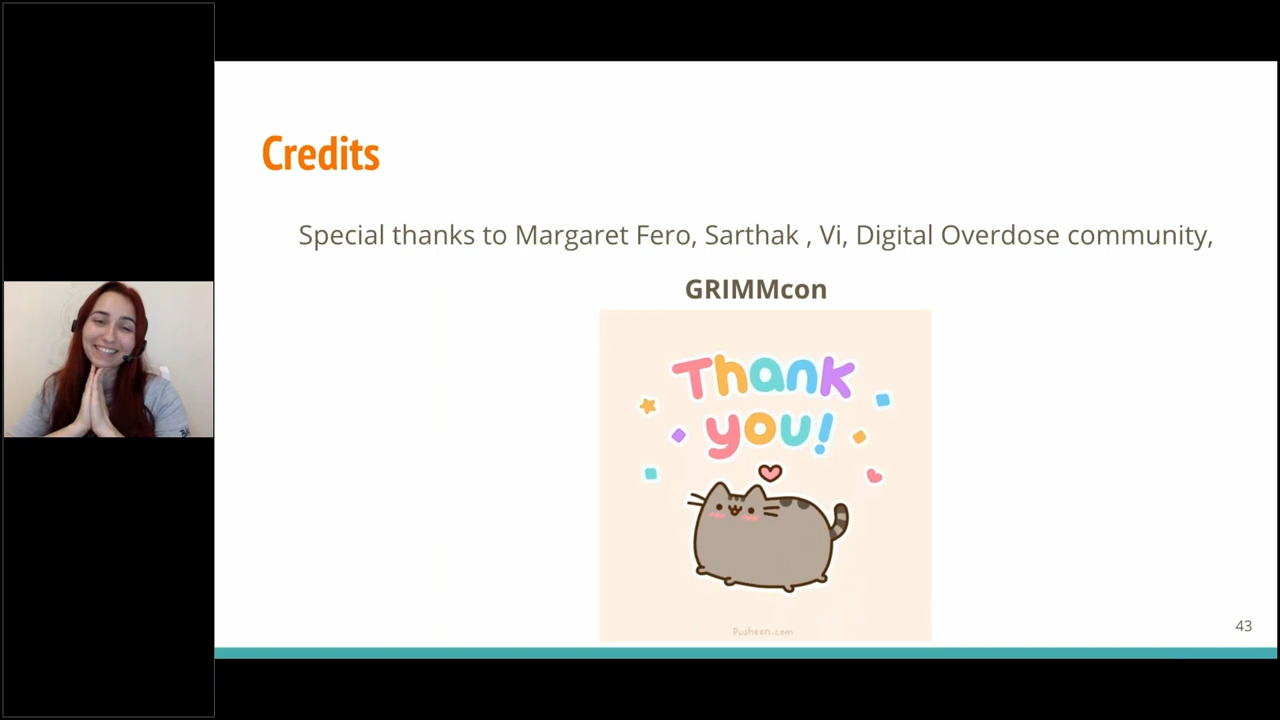 Credits
Special thanks to Margaret Fero, Sarthak , Vi, Digital Overdose community,
GRIMMcon
Thank
you!
Pusheen.com
43